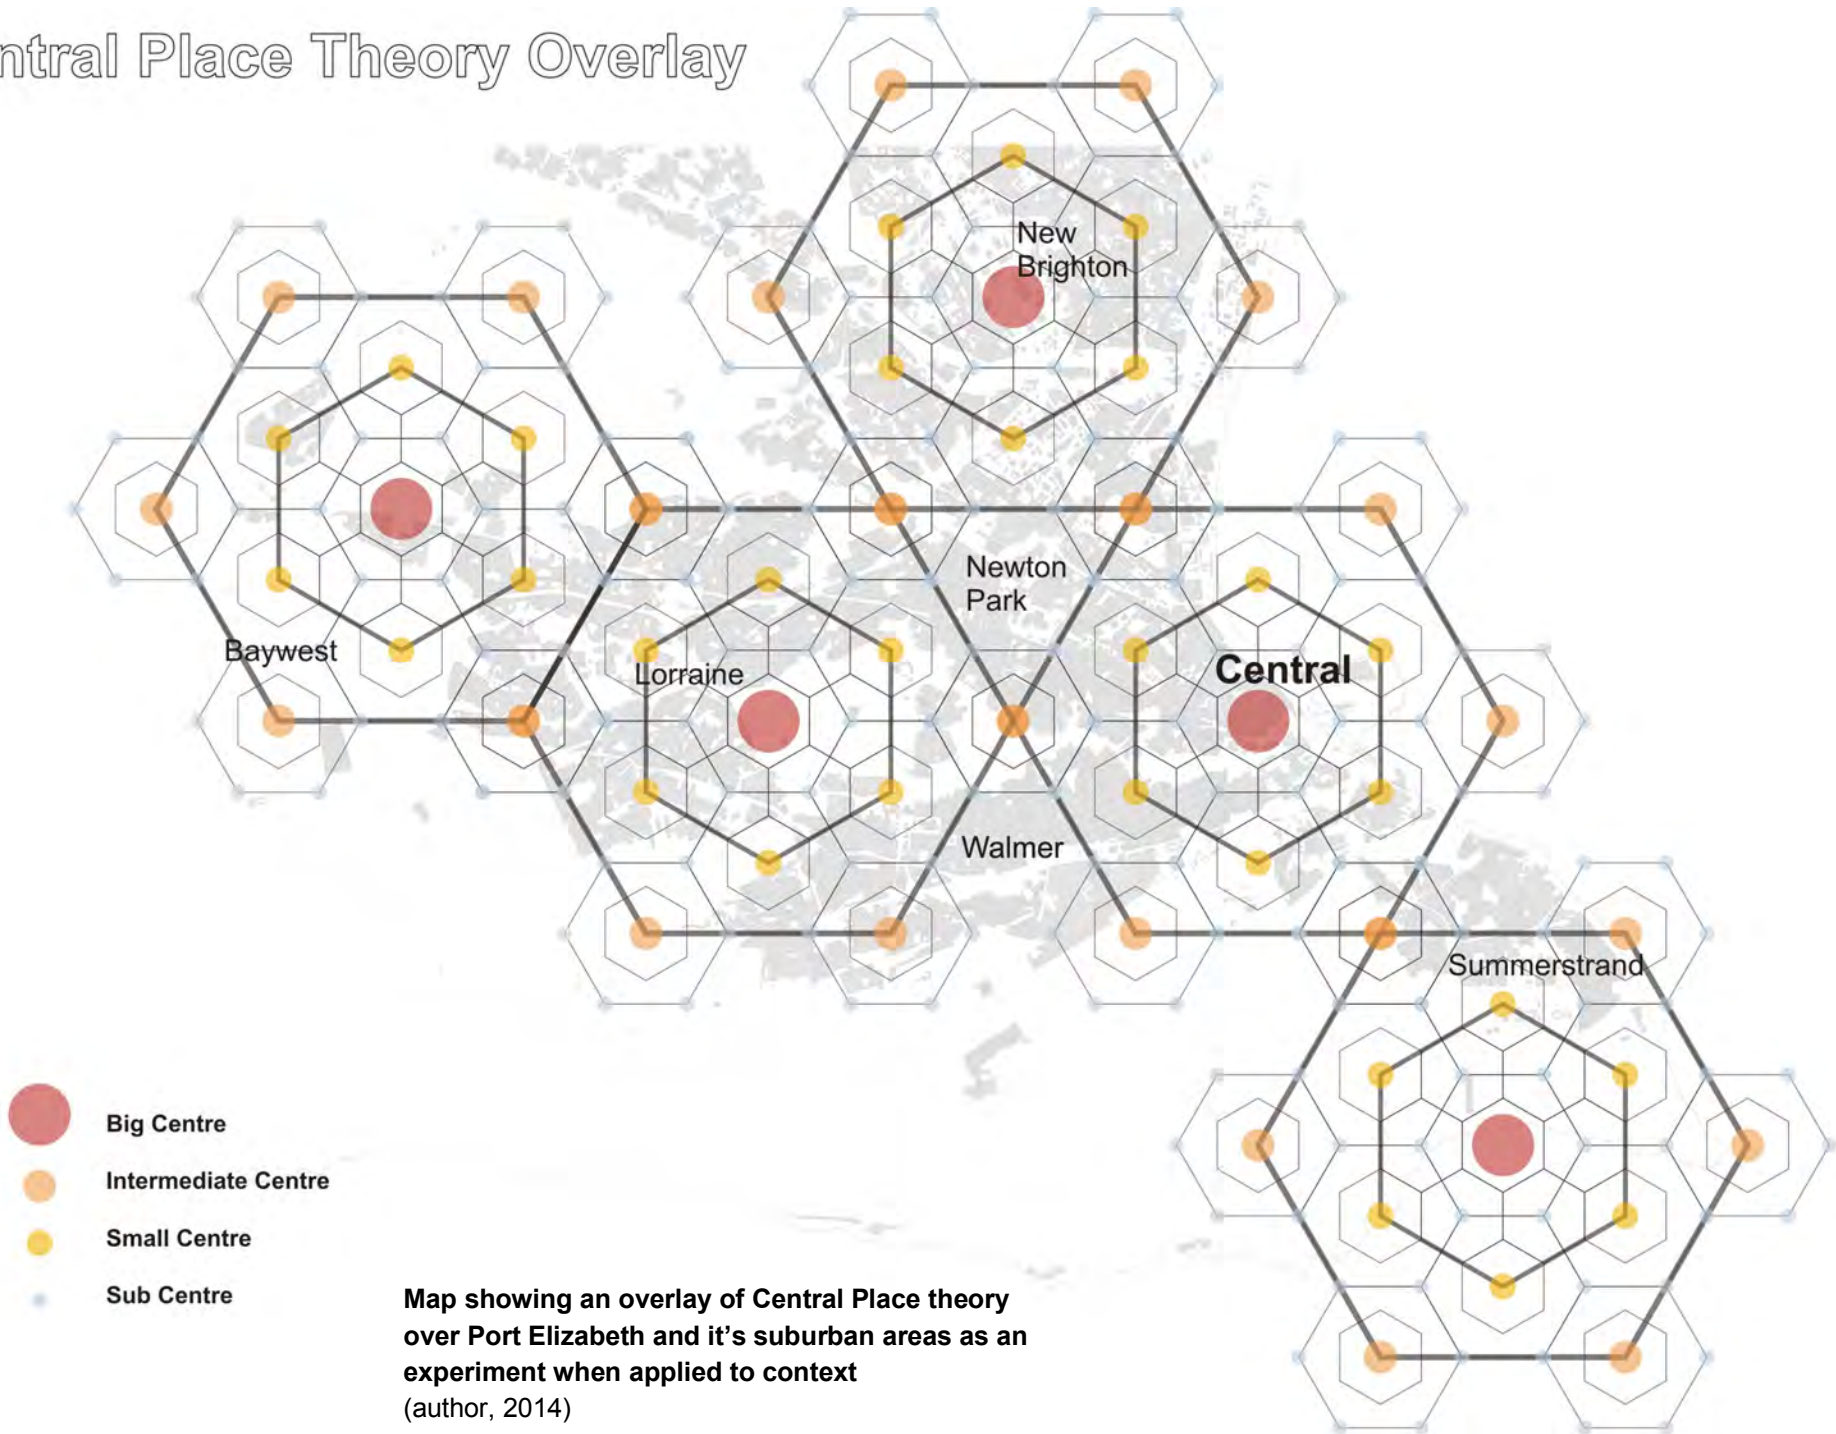 ntral Place Theory Overlay
New
Brighton
Newton
Park
Baywest
Lorraine
Central
Walmer
Summerstrand
Big Centre
Intermediate Centre
Small Centre
Sub Centre
Map showing an overlay of Central Place theory
over Port Elizabeth and it’s suburban areas as an
experiment when applied to context
(author, 2014)